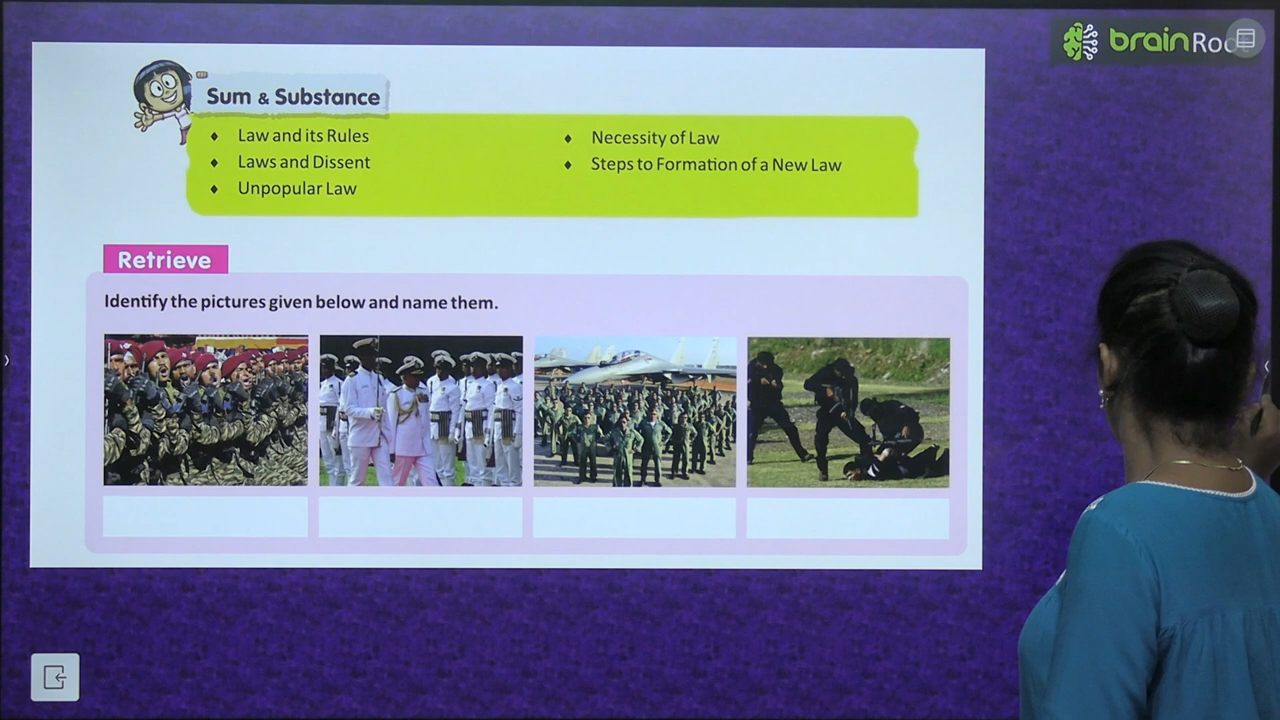 brainRoot
Sum & Substance
Law and its Rules
Laws and Dissent
Unpopular Law
Necessity of Law
Steps to Formation of a New Law
Retrieve
Identify the pictures given below and name them.